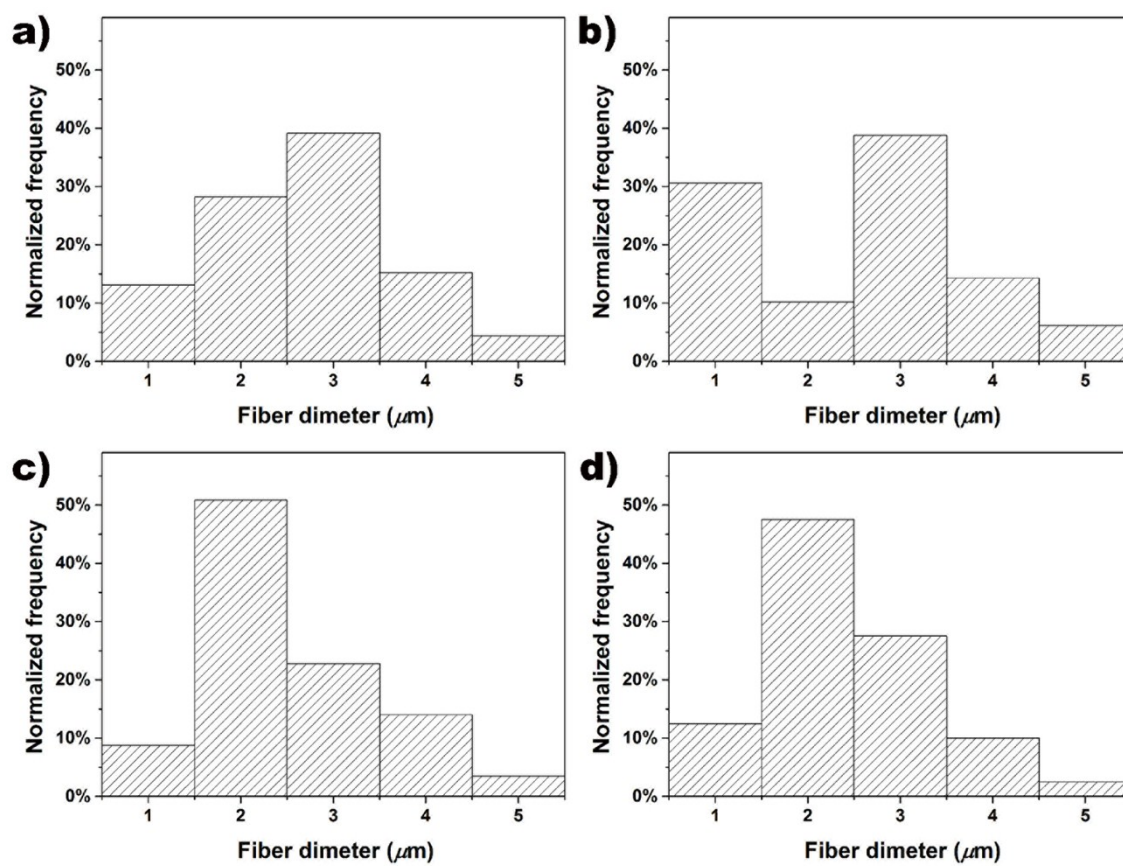 a)
50%
40%
30%
20%
10%
0%
Normalized frequency
1 2 3 4 5
Fiber dimeter (μm)
b)
50%
40%
30%
20%
10%
0%
Normalized frequency
1 2 3 4 5
Fiber dimeter (μm)
c)
50%
40%
30%
20%
10%
0%
Normalized frequency
1 2 3 4 5
Fiber dimeter (μm)
d)
50%
40%
30%
20%
10%
0%
Normalized frequency
1 2 3 4 5
Fiber dimeter (μm)